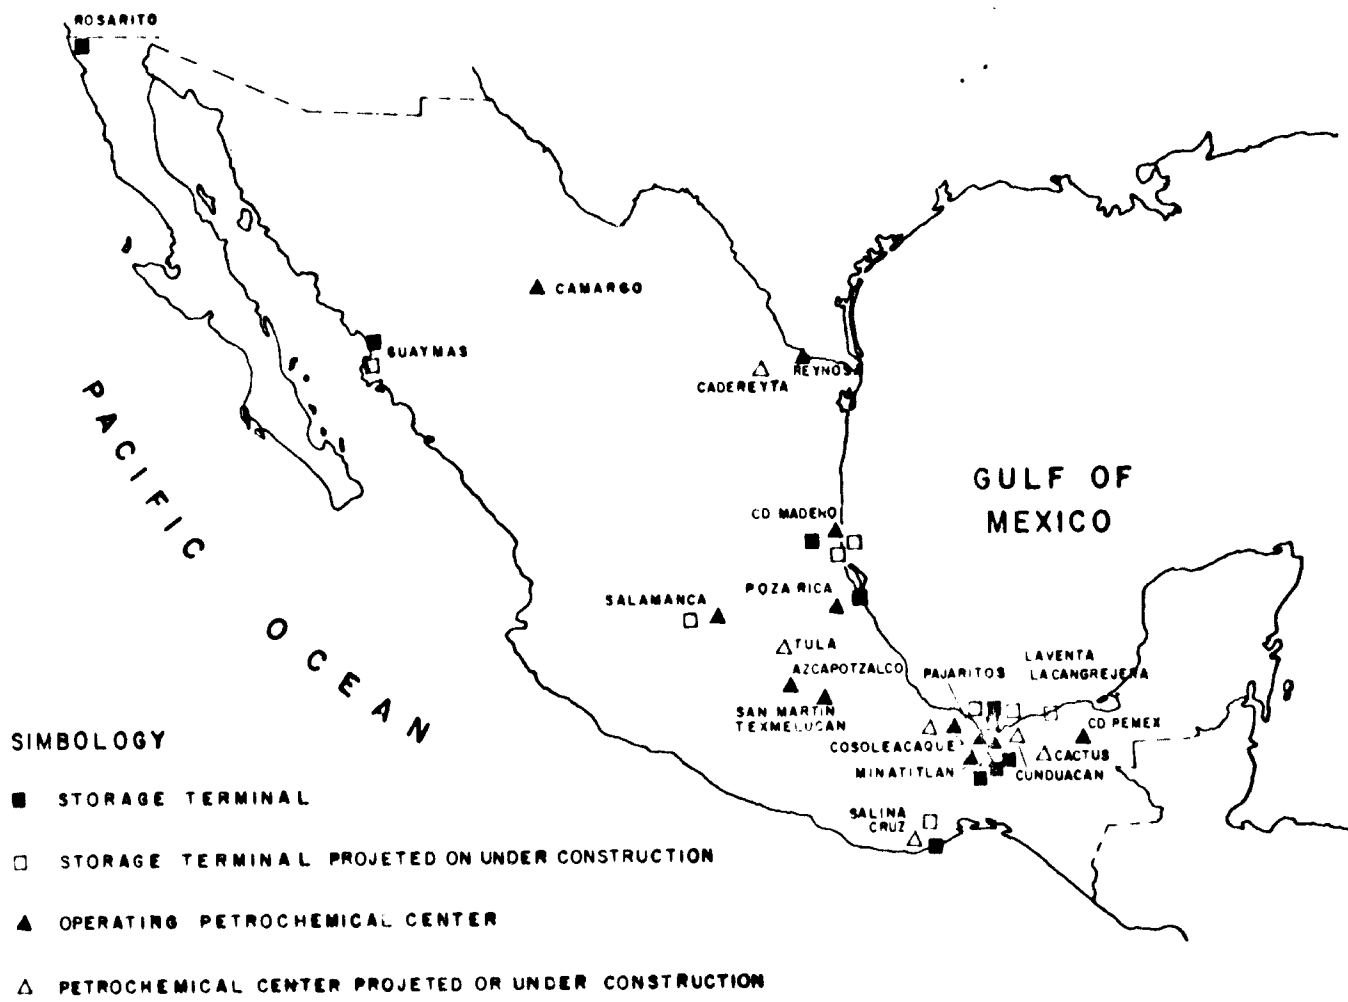 ROSARITO
CAMARGO
GUAYMAS
REYNOSA
CADEREYTA
PACIFIC OCEAN
GULF OF
MEXICO
CD MADERO
POZA RICA
SALAMANCA
TULA
AZCAPOTZALCO
SAN MARTIN
TEXMELUCAN
PAJARITOS
LAVENTA
LA CANGREJERA
CD PEMEX
COSOLEACAQUE
CACTUS
MINATITLAN
CUNDUACAN
SALINA
CRUZ
SIMBOLOGY
STORAGE TERMINAL
STORAGE TERMINAL PROJETED ON UNDER CONSTRUCTION
OPERATING PETROCHEMICAL CENTER
PETROCHEMICAL CENTER PROJETED OR UNDER CONSTRUCTION